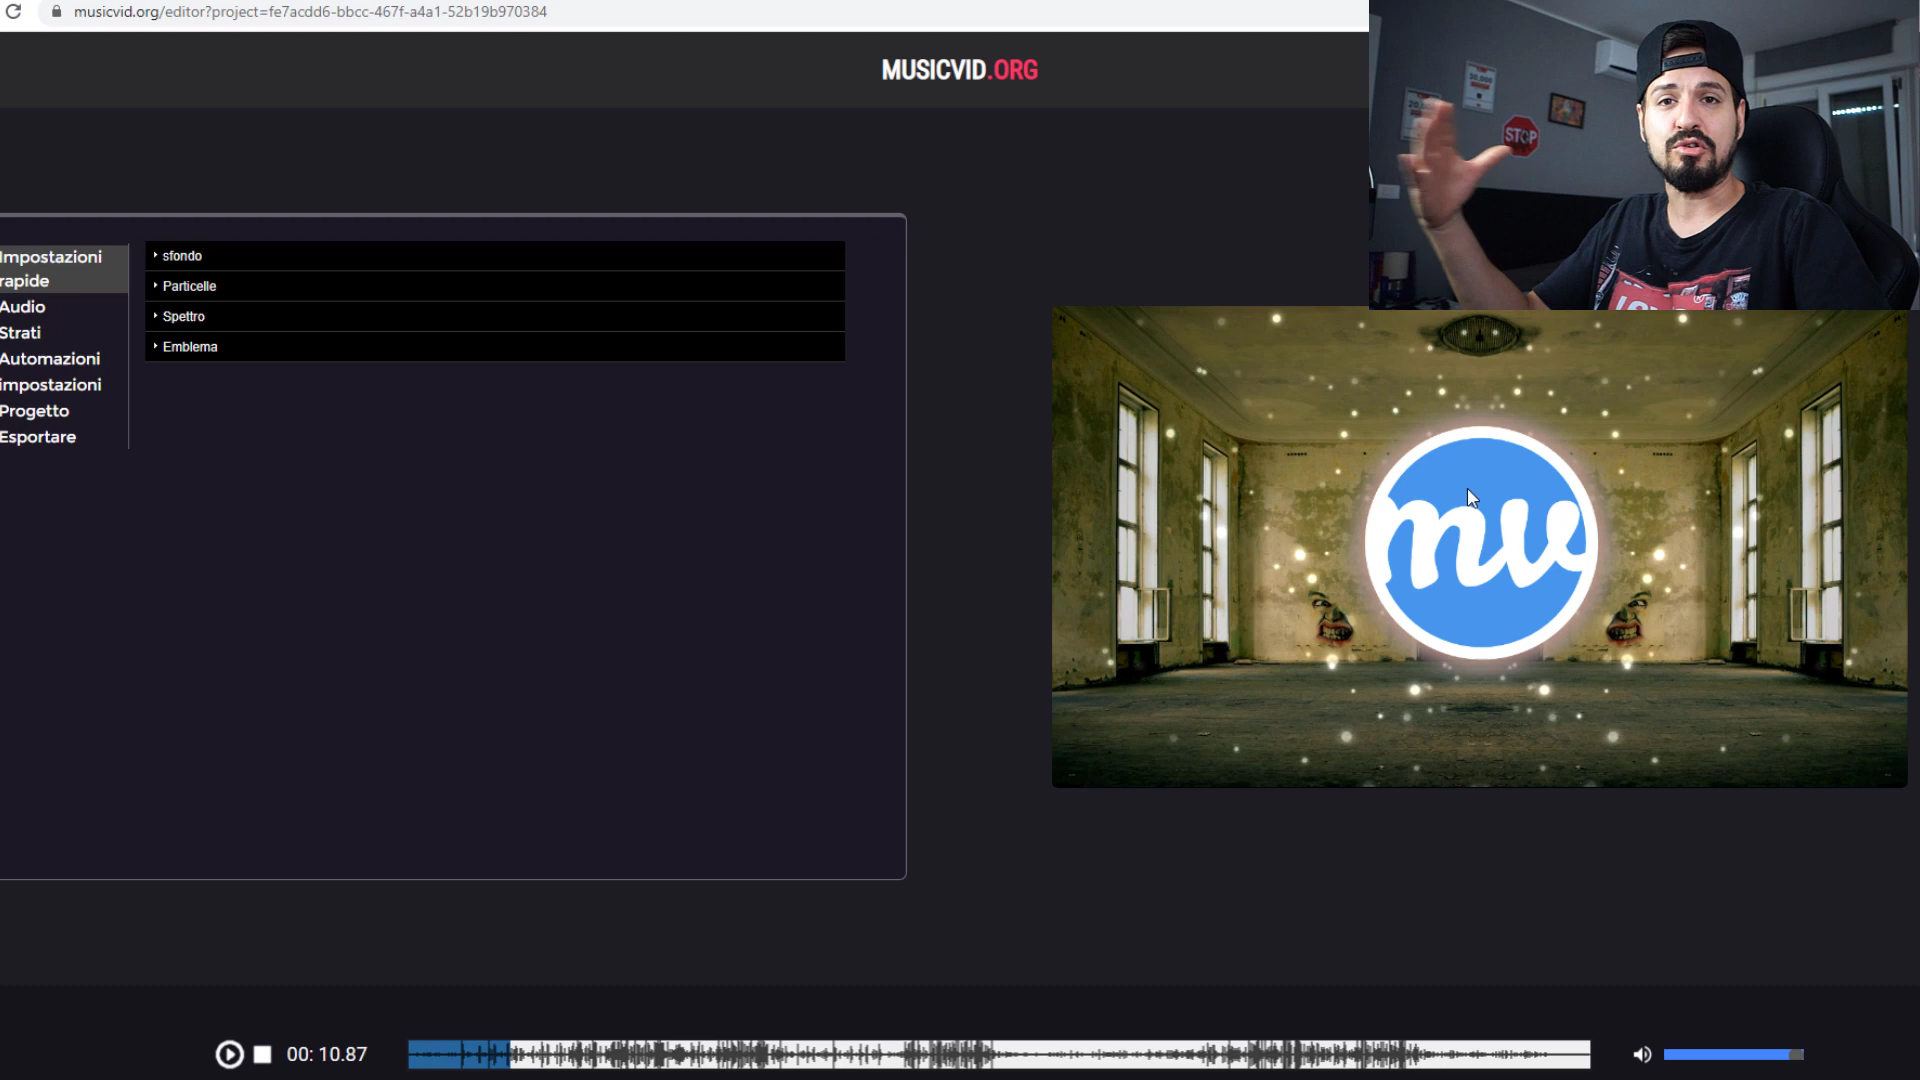 musicvid.org/editor?project=fe7acdd6-bbcc-467f-a4a1-52b19b970384
MUSICVID.ORG
STOP
Impostazioni
rapide
Audio
Strati
Automazioni
impostazioni
Progetto
Esportare
sfondo
Particelle
Spettro
Emblema
mv
00: 10.87